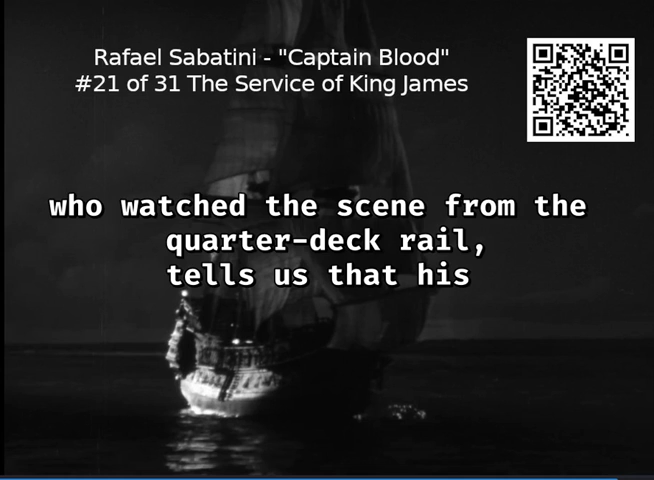 Rafael Sabatini - "Captain Blood"
#21 of 31 The Service of King James
who watched the scene from the
quarter-deck rail,
tells us that his